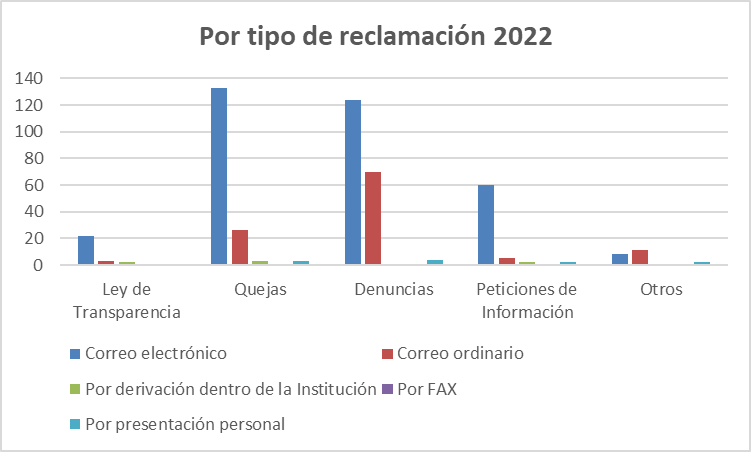 Por tipo de reclamación 2022
140
120
100
80
60
40
20
0
Ley de Transparencia
Quejas
Denuncias
Peticiones de Información
Otros
Correo electrónico
Correo ordinario
Por derivación dentro de la Institución
Por FAX
Por presentación personal